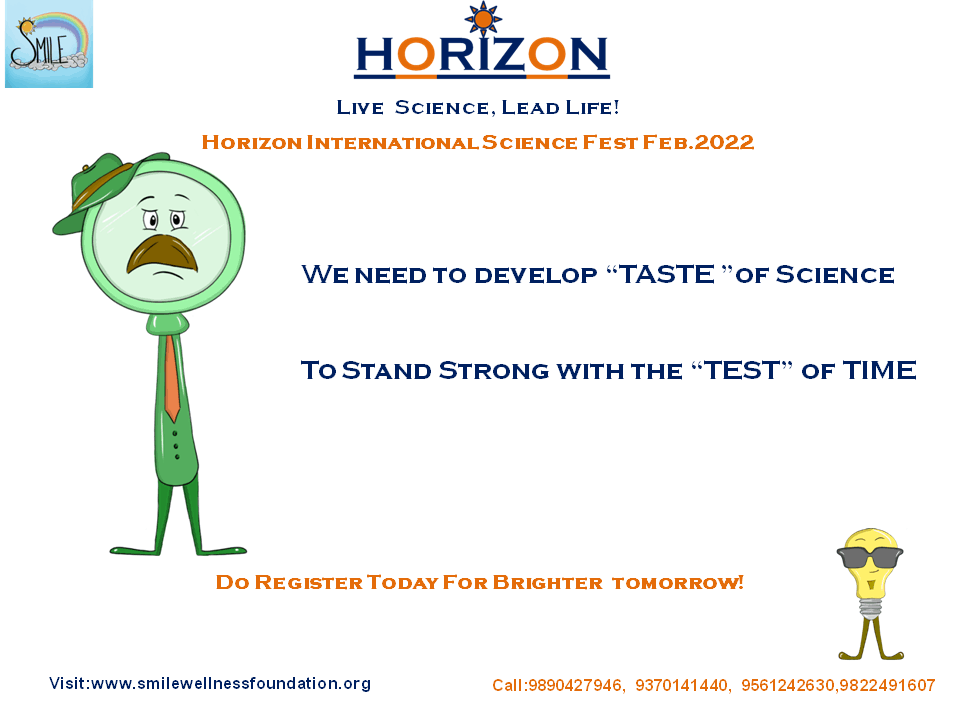 SMILE
HORIZON
Live Science, Lead Life!
Horizon International Science Fest Feb.2022
We need to develop “TASTE ”of Science
To Stand Strong with the “TEST” of TIME
Do Register Today For Brighter tomorrow!
Visit:www.smilewellnessfoundation.org
Call:9890427946, 9370141440, 9561242630,9822491607